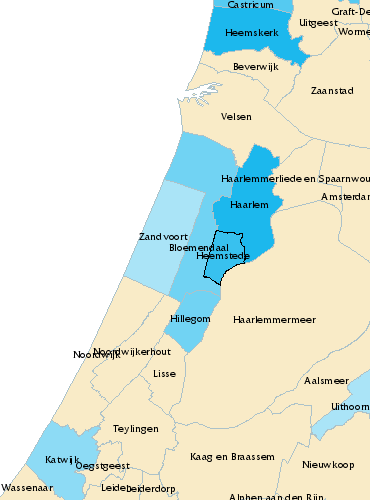 Castricum
Graft-De
Uitgeest
Heemskerk
Worme
Beverwijk
Zaanstad
Velsen
Haarlemmerliede en Spaarnwou
Amsterdam
Haarlem
Zandvoort
Bloemendaal
Heemstede
Hillegom
Haarlemmermeer
Noordwijkerhout
Noordwijk
Lisse
Aalsmeer
Uithoorn
Teylingen
Katwijk
Oegstgeest
Kaag en Braassem
Nieuwkoop
Wassenaar
Leiden
Leiderdorp
Alphen aan den Rijn